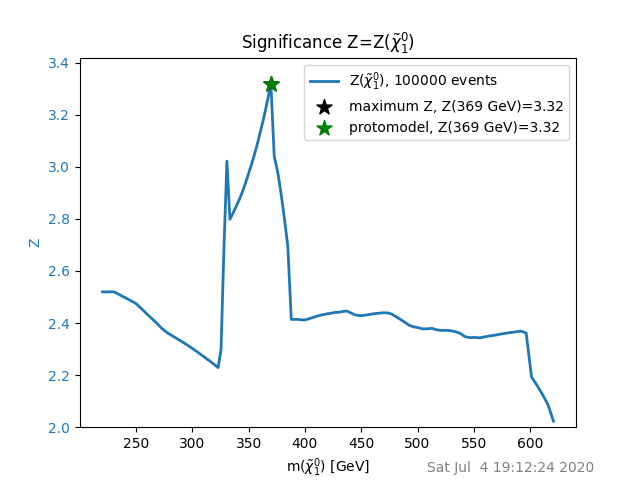 Significance Z=Z(χ̃₁⁰)
3.4
3.2
3.0
2.8
2.6
2.4
2.2
2.0
Z
Z(χ̃₁⁰), 100000 events
maximum Z, Z(369 GeV)=3.32
protomodel, Z(369 GeV)=3.32
250 300 350 400 450 500 550 600
m(χ̃₁⁰) [GeV]
Sat Jul  4 19:12:24 2020